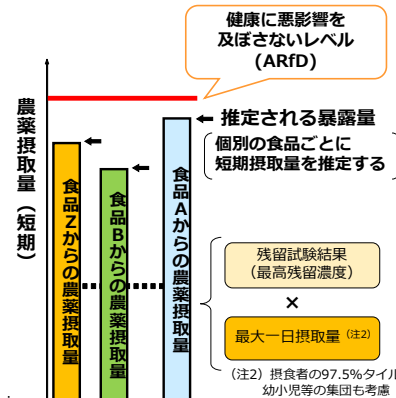 健康に悪影響を
及ぼさないレベル
(ARfD)
農薬摂取量（短期）
推定される暴露量
個別の食品ごとに
短期摂取量を推定する
食品Zからの農薬摂取量
食品Bからの農薬摂取量
食品Aからの農薬摂取量
残留試験結果
（最高残留濃度）
×
最大一日摂取量（注2）
（注2）摂食者の97.5%タイル
幼小児等の集団も考慮